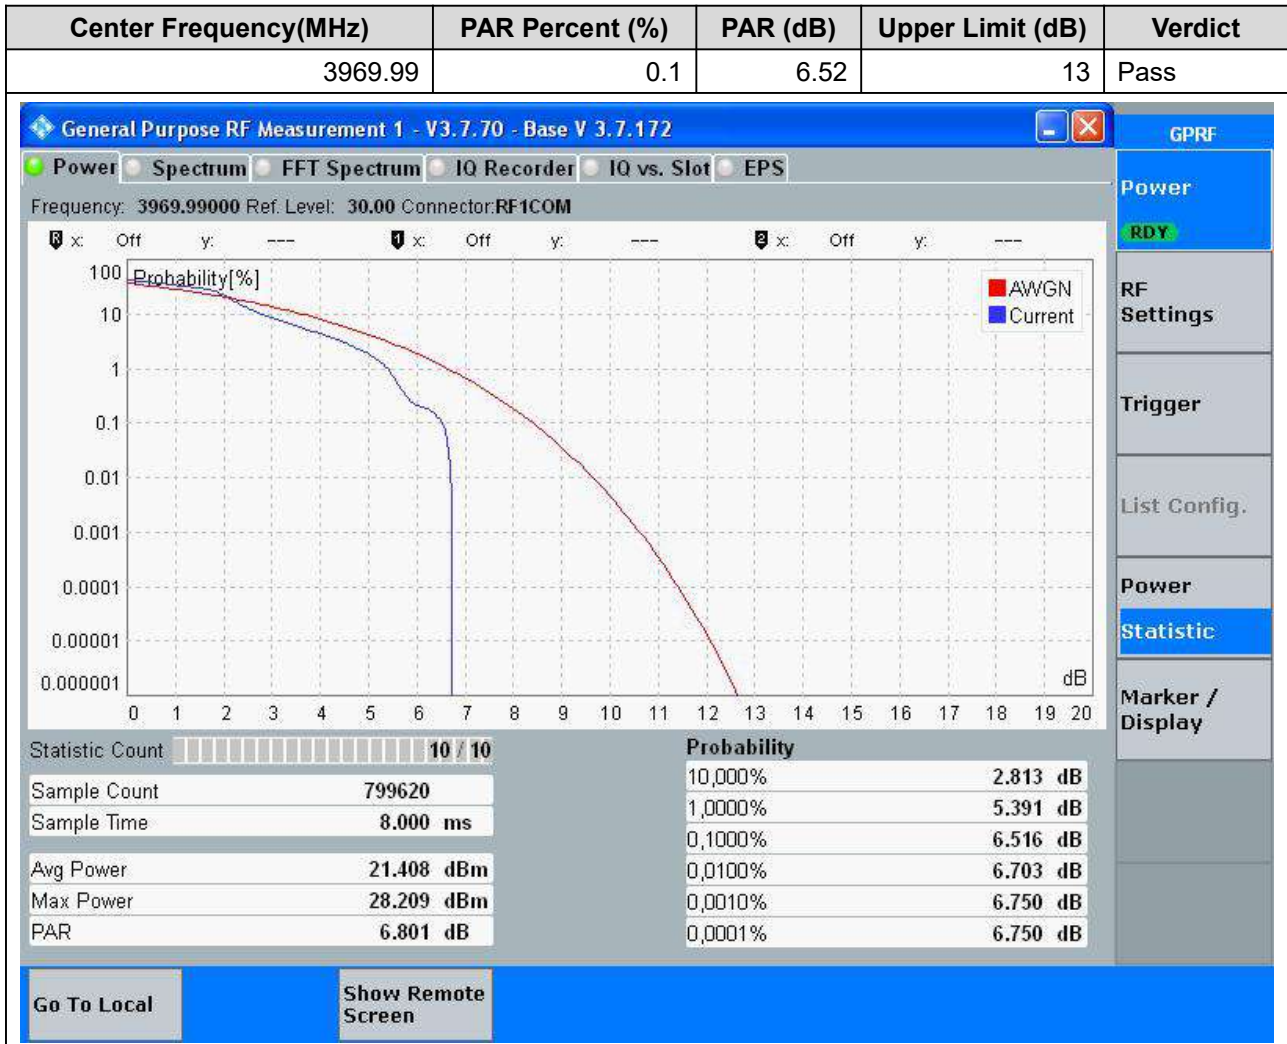 Center Frequency(MHz) PAR Percent (%) PAR (dB) Upper Limit (dB) Verdict
3969.99 0.1 6.52 13 Pass
General Purpose RF Measurement 1 - V3.7.70 - Base V 3.7.172
GPRF
Power Spectrum FFT Spectrum IQ Recorder IQ vs. Slot EPS
Power
RDY
Frequency: 3969.99000 Ref. Level: 30.00 Connector:RF1COM
R x: Off y: --- 1 x: Off y: --- 2 x: Off y: ---
Probability[%]
AWGN
Current
100
10
1
0.1
0.01
0.001
0.0001
0.00001
0.000001
dB
0 1 2 3 4 5 6 7 8 9 10 11 12 13 14 15 16 17 18 19 20
RF
Settings
Trigger
List Config.
Power
Statistic
Marker /
Display
Statistic Count 10 / 10
Sample Count 799620
Sample Time 8.000 ms
Avg Power 21.408 dBm
Max Power 28.209 dBm
PAR 6.801 dB
Probability
10,000% 2.813 dB
1,0000% 5.391 dB
0,1000% 6.516 dB
0,0100% 6.703 dB
0,0010% 6.750 dB
0,0001% 6.750 dB
Go To Local
Show Remote
Screen